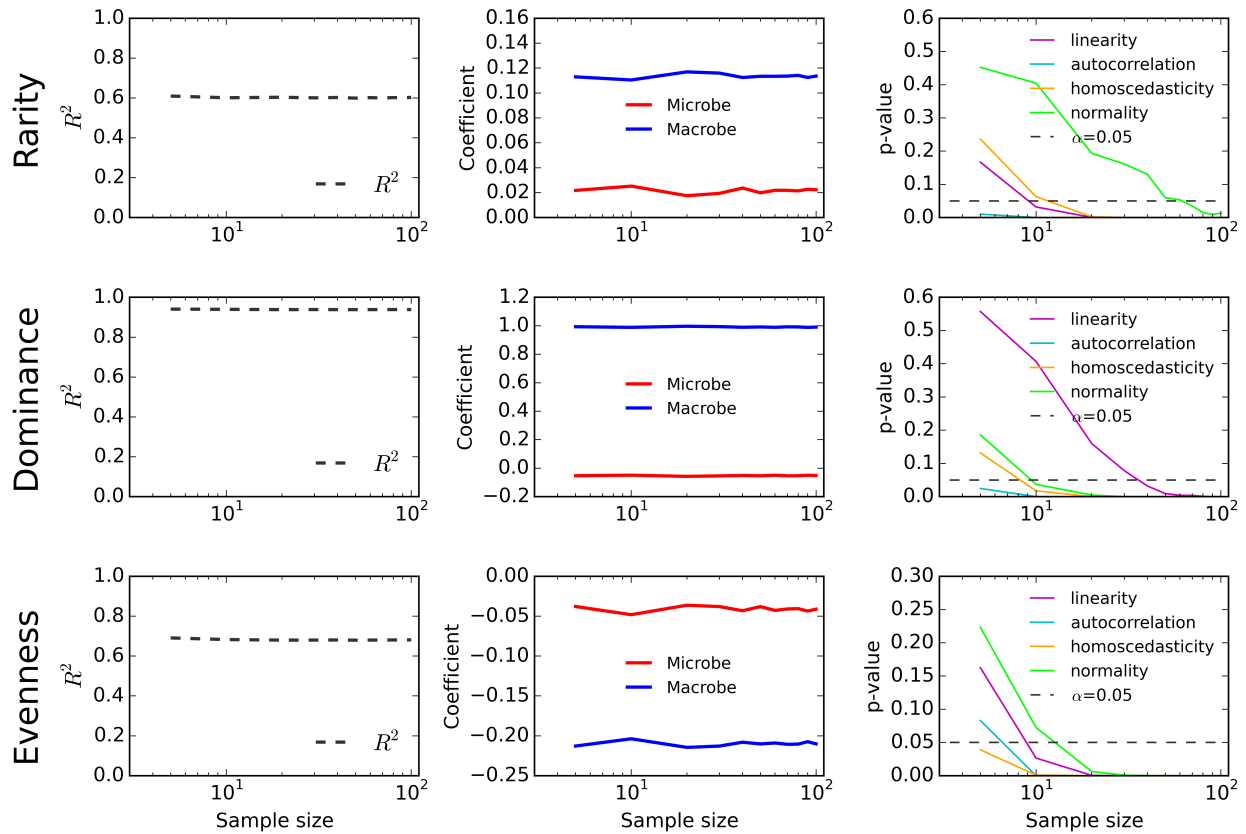 Rarity
R²
1.0
0.8
0.6
0.4
0.2
0.0
R²
10¹
10²
Coefficient
0.16
0.14
0.12
0.10
0.08
0.06
0.04
0.02
0.00
Microbe
Macrobe
10¹
10²
p-value
0.6
0.5
0.4
0.3
0.2
0.1
0.0
linearity
autocorrelation
homoscedasticity
normality
α=0.05
10¹
10²
Dominance
R²
1.0
0.8
0.6
0.4
0.2
0.0
R²
10¹
10²
Coefficient
1.2
1.0
0.8
0.6
0.4
0.2
0.0
−0.2
Microbe
Macrobe
10¹
10²
p-value
0.6
0.5
0.4
0.3
0.2
0.1
0.0
linearity
autocorrelation
homoscedasticity
normality
α=0.05
10¹
10²
Evenness
R²
1.0
0.8
0.6
0.4
0.2
0.0
R²
10¹
10²
Sample size
Coefficient
0.00
−0.05
−0.10
−0.15
−0.20
−0.25
Microbe
Macrobe
10¹
10²
Sample size
p-value
0.30
0.25
0.20
0.15
0.10
0.05
0.00
linearity
autocorrelation
homoscedasticity
normality
α=0.05
10¹
10²
Sample size